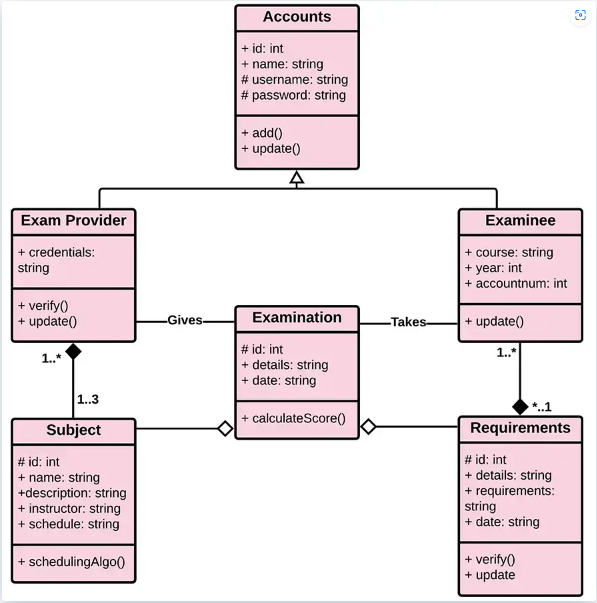 Accounts
+ id: int
+ name: string
# username: string
# password: string
+ add()
+ update()
Exam Provider
+ credentials:
string
+ verify()
+ update()
Examinee
+ course: string
+ year: int
+ accountnum: int
+ update()
Gives
Takes
Examination
# id: int
+ details: string
+ date: string
+ calculateScore()
1..*
1..3
1..*
*..1
Subject
# id: int
+ name: string
+description: string
+ instructor: string
+ schedule: string
+ schedulingAlgo()
Requirements
# id: int
+ details: string
+ requirements:
string
+ date: string
+ verify()
+ update